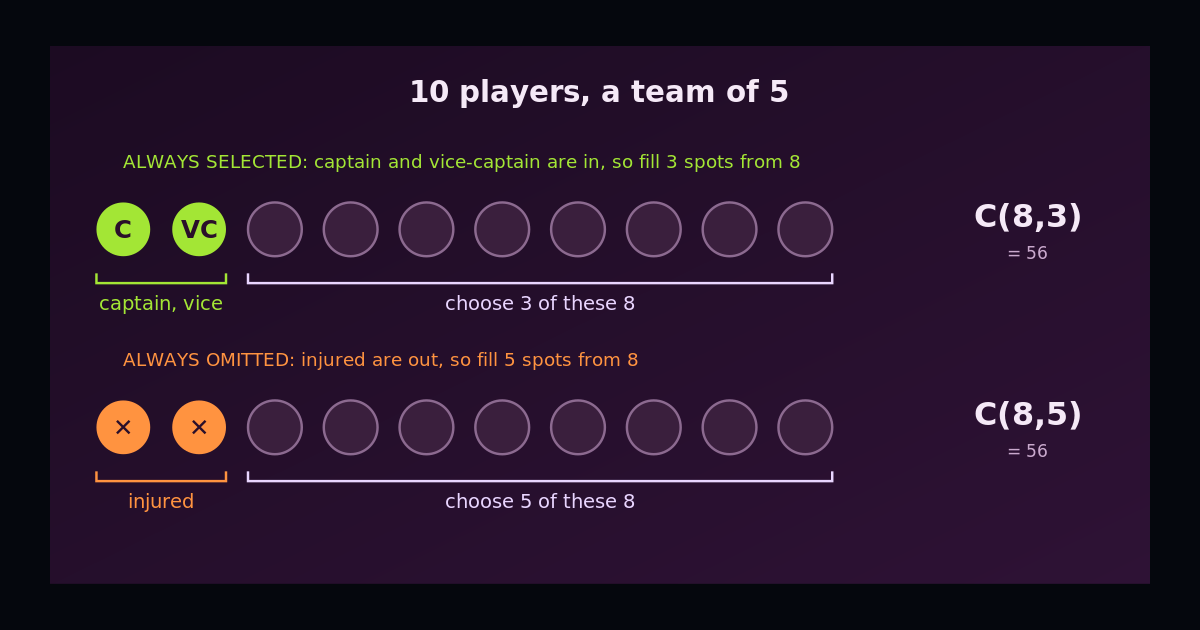 10 players, a team of 5
ALWAYS SELECTED: captain and vice-captain are in, so fill 3 spots from 8
C VC
C(8,3)
= 56
captain, vice
choose 3 of these 8
ALWAYS OMITTED: injured are out, so fill 5 spots from 8
✕ ✕
C(8,5)
= 56
injured
choose 5 of these 8